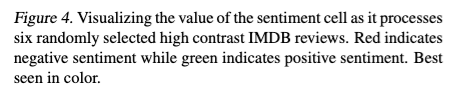 Figure 4. Visualizing the value of the sentiment cell as it processes
six randomly selected high contrast IMDB reviews. Red indicates
negative sentiment while green indicates positive sentiment. Best
seen in color.